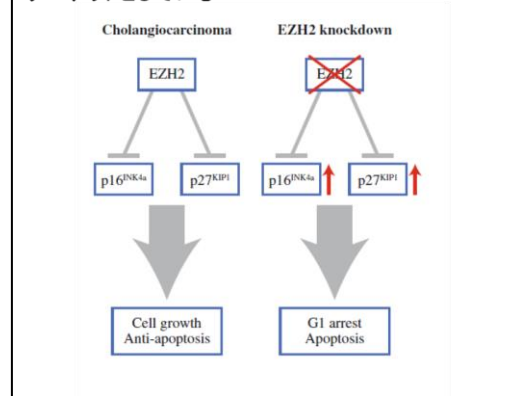 Cholangiocarcinoma
EZH2 knockdown
EZH2
EZH2
p16INK4a
p27KIP1
p16INK4a
p27KIP1
Cell growth
Anti-apoptosis
G1 arrest
Apoptosis